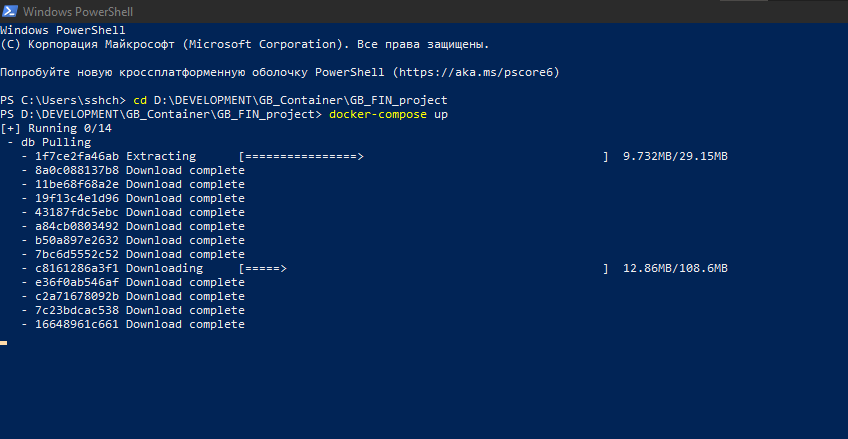 Windows PowerShell
Windows PowerShell
(C) Корпорация Майкрософт (Microsoft Corporation). Все права защищены.
Попробуйте новую кроссплатформенную оболочку PowerShell (https://aka.ms/pscore6)
PS C:\Users\sshch> cd D:\DEVELOPMENT\GB_Container\GB_FIN_project
PS D:\DEVELOPMENT\GB_Container\GB_FIN_project> docker-compose up
[+] Running 0/14
- db Pulling
- 1f7ce2fa46ab Extracting [================> ] 9.732MB/29.15MB
- 8a0c088137b8 Download complete
- 11be68f68a2e Download complete
- 19f13c4e1d96 Download complete
- 43187fdc5ebc Download complete
- a84cb0803492 Download complete
- b50a897e2632 Download complete
- 7bc6d5552c52 Download complete
- c8161286a3f1 Downloading [=====> ] 12.86MB/108.6MB
- e36f0ab546af Download complete
- c2a71678092b Download complete
- 7c23bdcac538 Download complete
- 16648961c661 Download complete